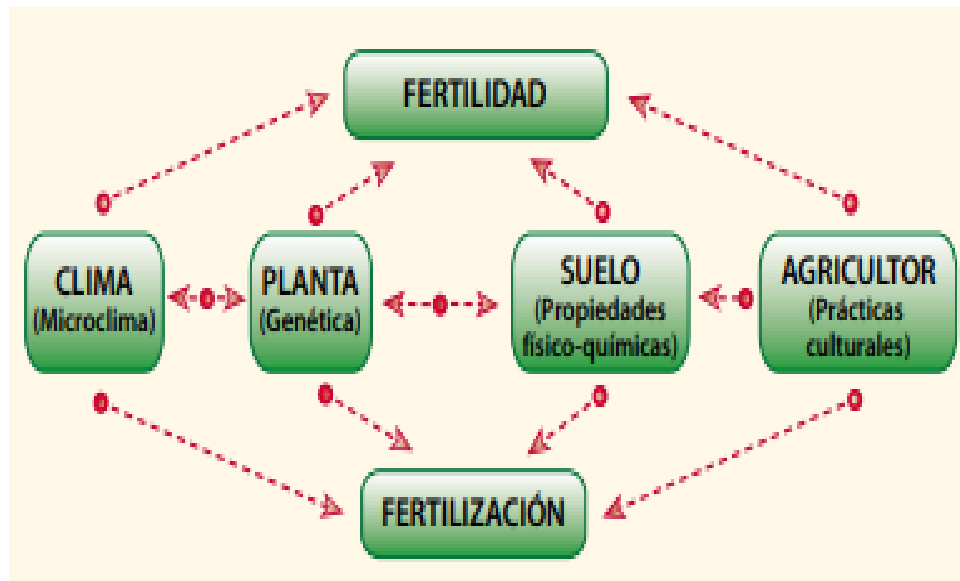 FERTILIDAD
CLIMA
(Microclima)
PLANTA
(Genética)
SUELO
(Propiedades
físico-químicas)
AGRICULTOR
(Prácticas
culturales)
FERTILIZACIÓN